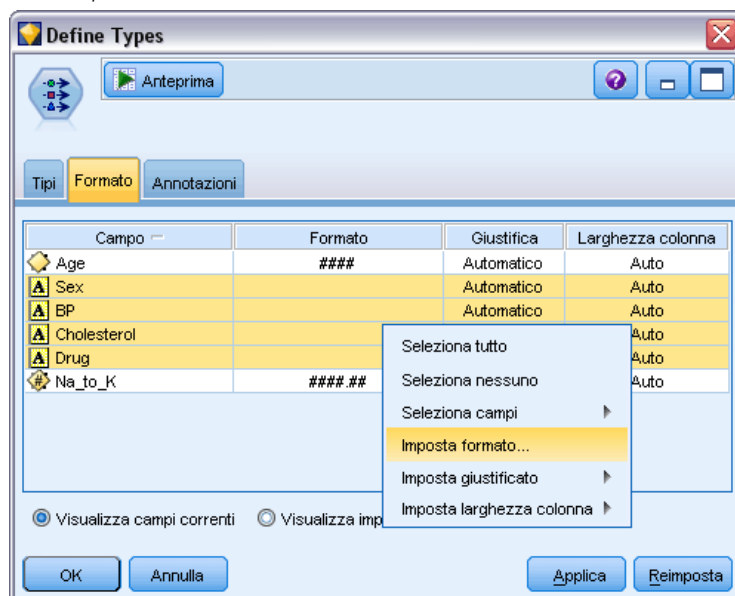 Define Types
Anteprima
Tipi Formato Annotazioni
Campo Formato Giustifica Larghezza colonna
Age #### Automatico Auto
A Sex Automatico Auto
A BP Automatico Auto
A Cholesterol Auto
A Drug Auto
# Na_to_K ####.## Auto
Seleziona tutto
Seleziona nessuno
Seleziona campi
Imposta formato...
Imposta giustificato
Imposta larghezza colonna
Visualizza campi correnti Visualizza imp
OK Annulla Applica Reimposta